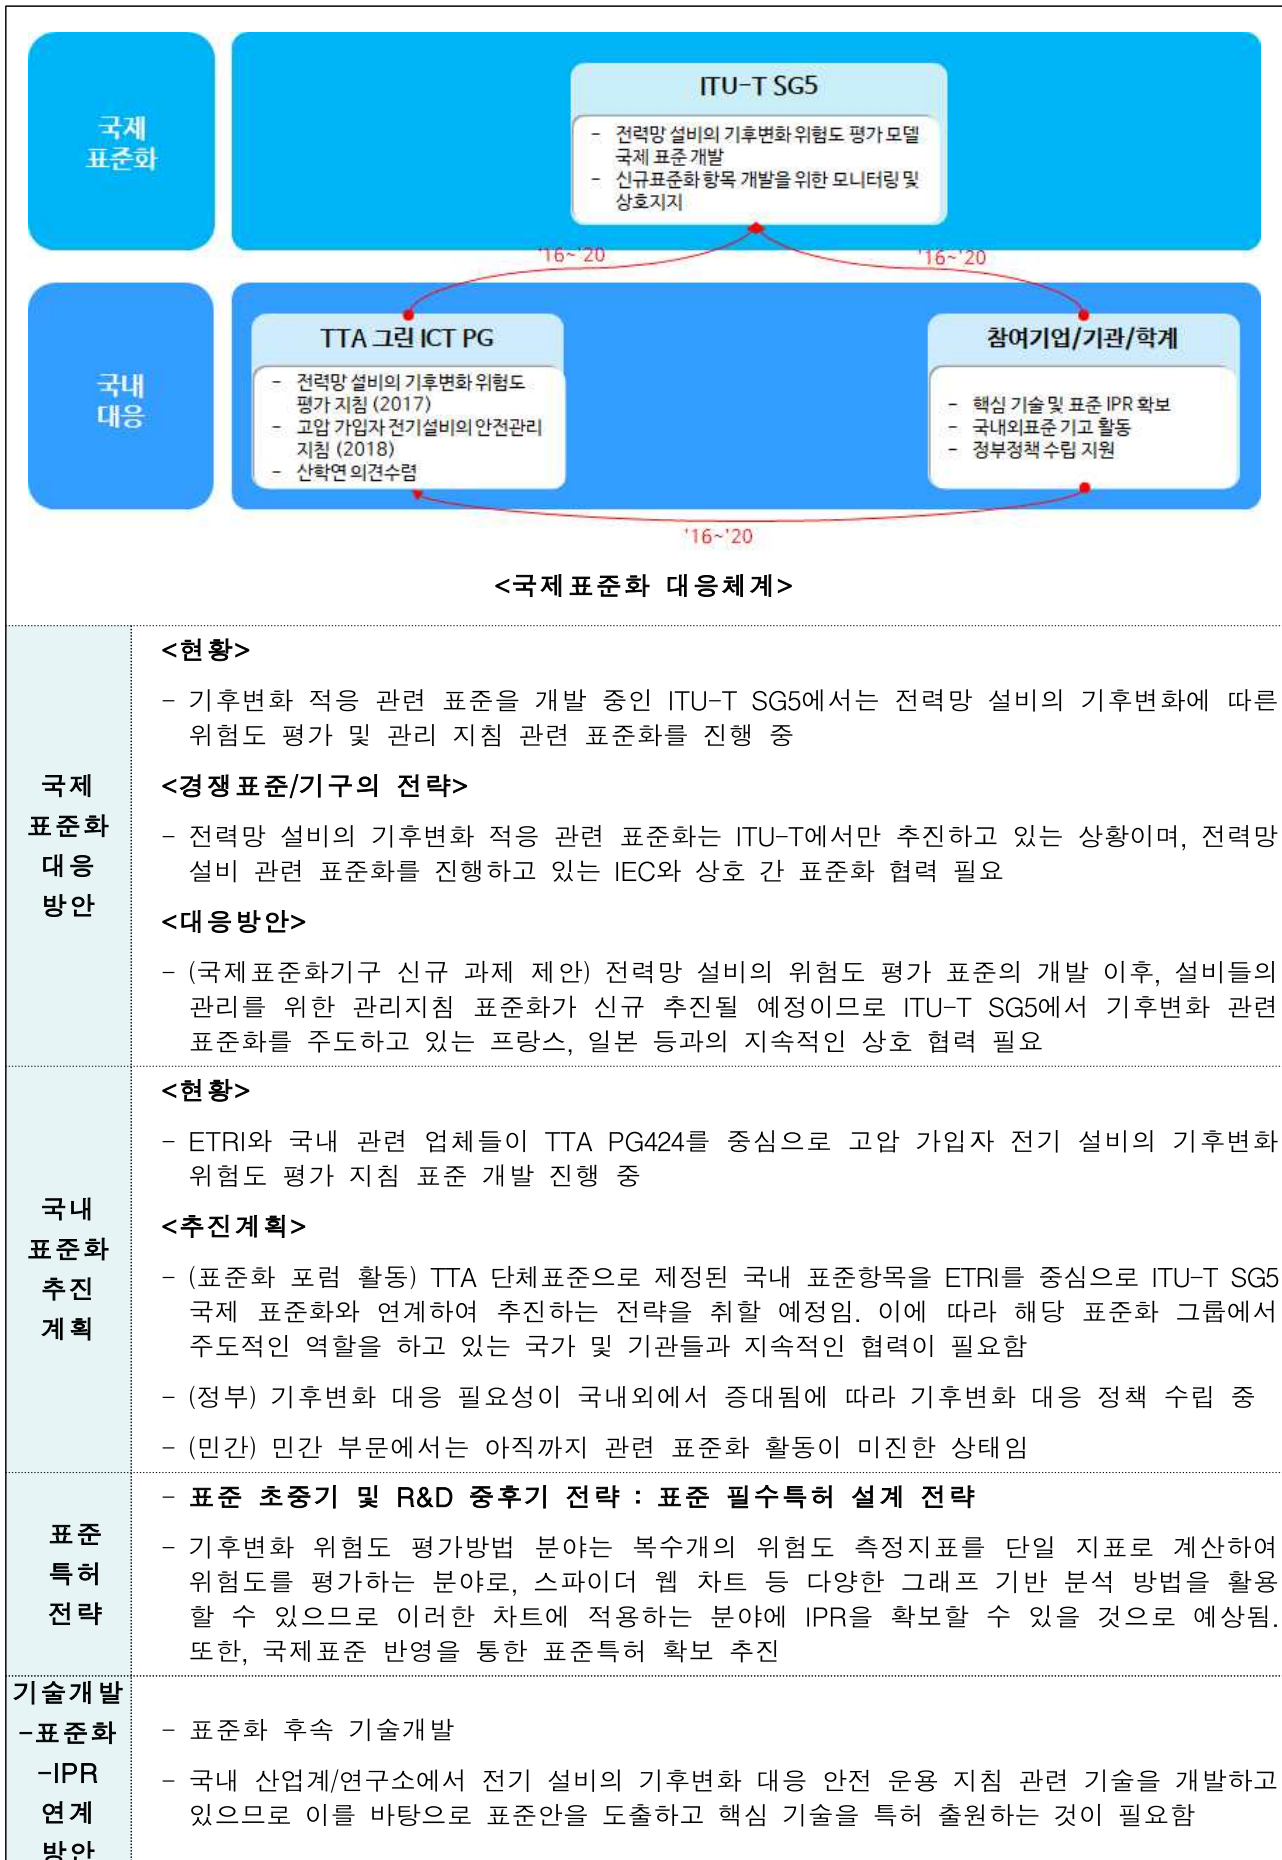 국제
표준화
ITU-T SG5
- 전력망 설비의 기후변화 위험도 평가 모델
국제 표준 개발
- 신규표준화 항목 개발을 위한 모니터링 및
상호지지
'16~'20
'16~'20
국내
대응
TTA 그린 ICT PG
- 전력망 설비의 기후변화 위험도
평가 지침 (2017)
- 고압 가입자 전기설비의 안전관리
지침 (2018)
- 산학연 의견수렴
참여기업/기관/학계
- 핵심 기술 및 표준 IPR 확보
- 국내외표준 기고 활동
- 정부정책 수립 지원
'16~'20
<국제표준화 대응체계>
국제
표준화
대응
방안
<현황>
- 기후변화 적응 관련 표준을 개발 중인 ITU-T SG5에서는 전력망 설비의 기후변화에 따른
위험도 평가 및 관리 지침 관련 표준화를 진행 중
<경쟁표준/기구의 전략>
- 전력망 설비의 기후변화 적응 관련 표준화는 ITU-T에서만 추진하고 있는 상황이며, 전력망
설비 관련 표준화를 진행하고 있는 IEC와 상호 간 표준화 협력 필요
<대응방안>
- (국제표준화기구 신규 과제 제안) 전력망 설비의 위험도 평가 표준의 개발 이후, 설비들의
관리를 위한 관리지침 표준화가 신규 추진될 예정이므로 ITU-T SG5에서 기후변화 관련
표준화를 주도하고 있는 프랑스, 일본 등과의 지속적인 상호 협력 필요
국내
표준화
추진
계획
<현황>
- ETRI와 국내 관련 업체들이 TTA PG424를 중심으로 고압 가입자 전기 설비의 기후변화
위험도 평가 지침 표준 개발 진행 중
<추진계획>
- (표준화 포럼 활동) TTA 단체표준으로 제정된 국내 표준항목을 ETRI를 중심으로 ITU-T SG5
국제 표준화와 연계하여 추진하는 전략을 취할 예정임. 이에 따라 해당 표준화 그룹에서
주도적인 역할을 하고 있는 국가 및 기관들과 지속적인 협력이 필요함
- (정부) 기후변화 대응 필요성이 국내외에서 증대됨에 따라 기후변화 대응 정책 수립 중
- (민간) 민간 부문에서는 아직까지 관련 표준화 활동이 미진한 상태임
표준
특허
전략
- 표준 초중기 및 R&D 중후기 전략 : 표준 필수특허 설계 전략
- 기후변화 위험도 평가방법 분야는 복수개의 위험도 측정지표를 단일 지표로 계산하여
위험도를 평가하는 분야로, 스파이더 웹 차트 등 다양한 그래프 기반 분석 방법을 활용
할 수 있으므로 이러한 차트에 적용하는 분야에 IPR을 확보할 수 있을 것으로 예상됨.
또한, 국제표준 반영을 통한 표준특허 확보 추진
기술개발
-표준화
-IPR
연계
방안
- 표준화 후속 기술개발
- 국내 산업계/연구소에서 전기 설비의 기후변화 대응 안전 운용 지침 관련 기술을 개발하고
있으므로 이를 바탕으로 표준안을 도출하고 핵심 기술을 특허 출원하는 것이 필요함